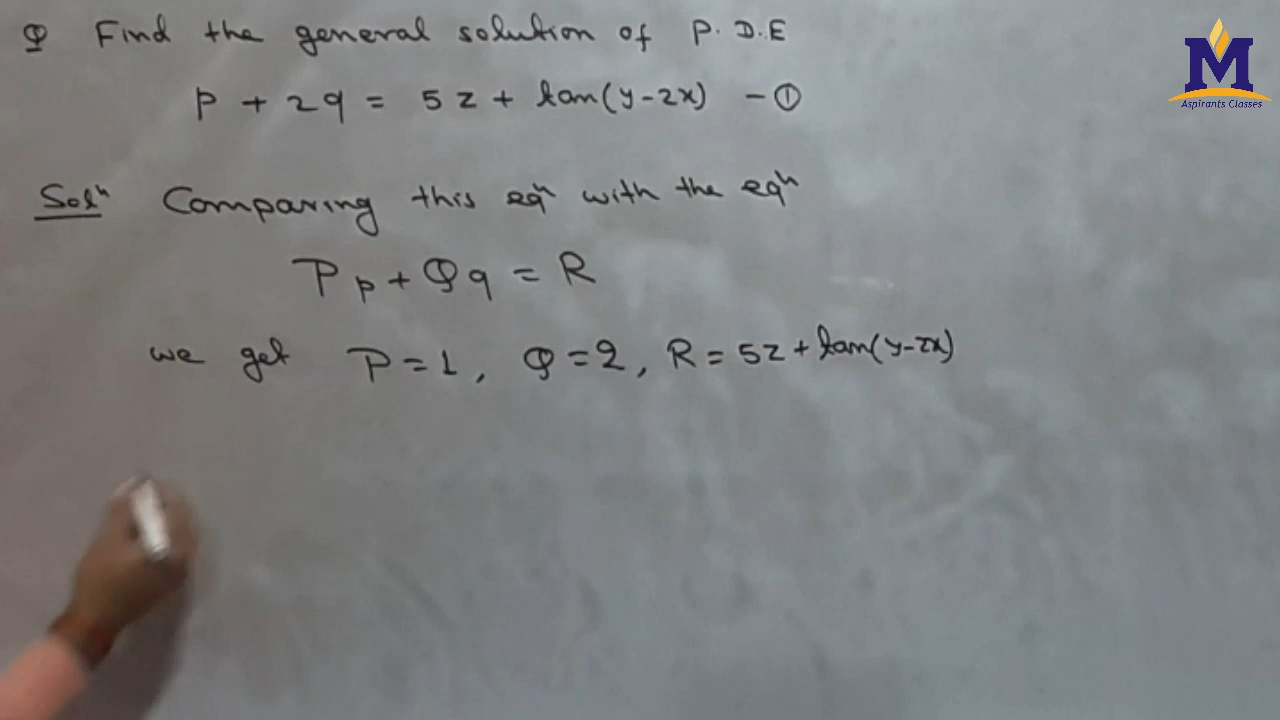 Q Find the general solution of P.D.E
p + 2q = 5z + tan(y-2x) - ①
Solⁿ Comparing this eqⁿ with the eqⁿ
Pp + Qq = R
we get P = 1, Q = 2, R = 5z + tan(y-2x)
M
Aspirants Classes